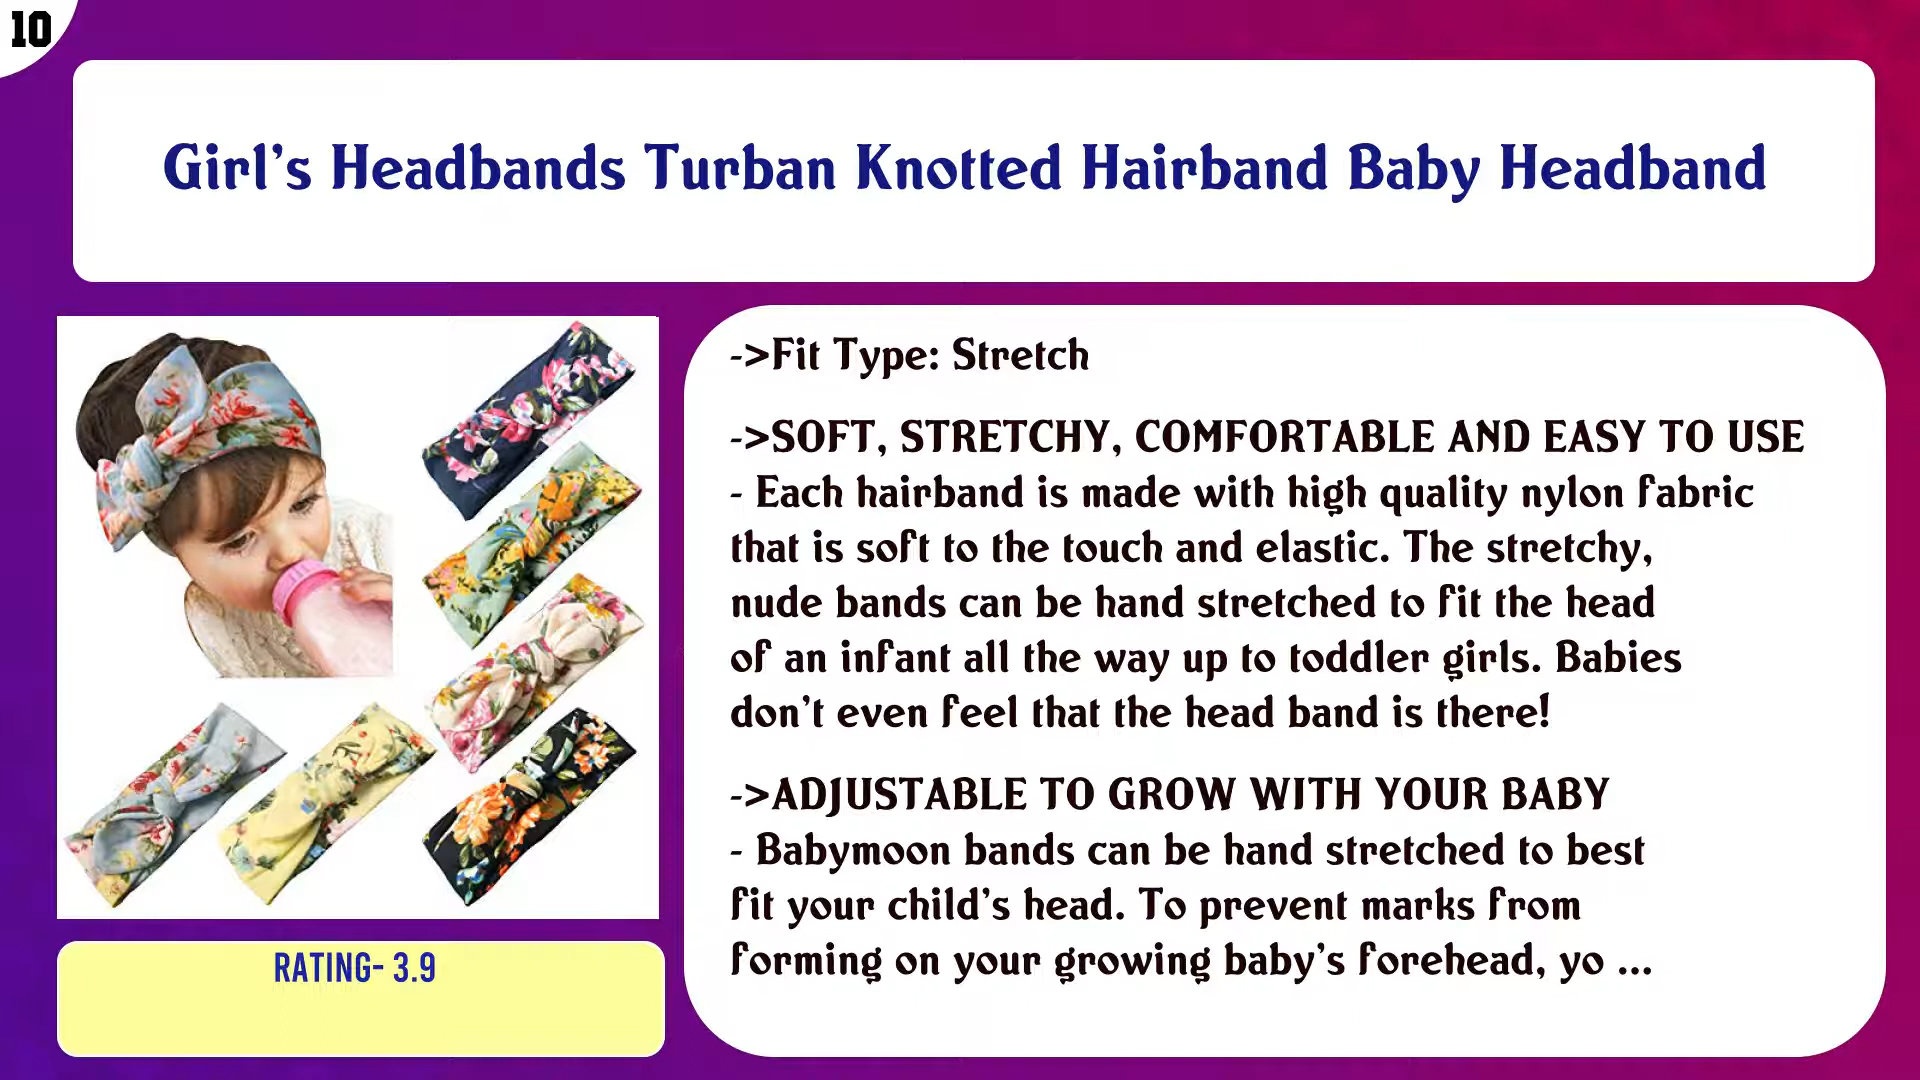 10
Girl's Headbands Turban Knotted Hairband Baby Headband
->Fit Type: Stretch
->SOFT, STRETCHY, COMFORTABLE AND EASY TO USE
- Each hairband is made with high quality nylon fabric
that is soft to the touch and elastic. The stretchy,
nude bands can be hand stretched to fit the head
of an infant all the way up to toddler girls. Babies
don't even feel that the head band is there!
->ADJUSTABLE TO GROW WITH YOUR BABY
- Babymoon bands can be hand stretched to best
fit your child's head. To prevent marks from
forming on your growing baby's forehead, yo ...
RATING- 3.9